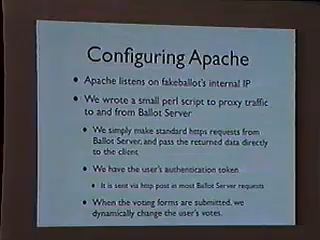 Configuring Apache
• Apache listens on fakeballot's internal IP
• We wrote a small perl script to proxy traffic
to and from Ballot Server
• We simply make standard https requests from
Ballot Server, and pass the returned data directly
to the client
• We have the user's authentication token
• It is sent via http post in most Ballot Server requests
• When the voting forms are submitted, we
dynamically change the user's votes.